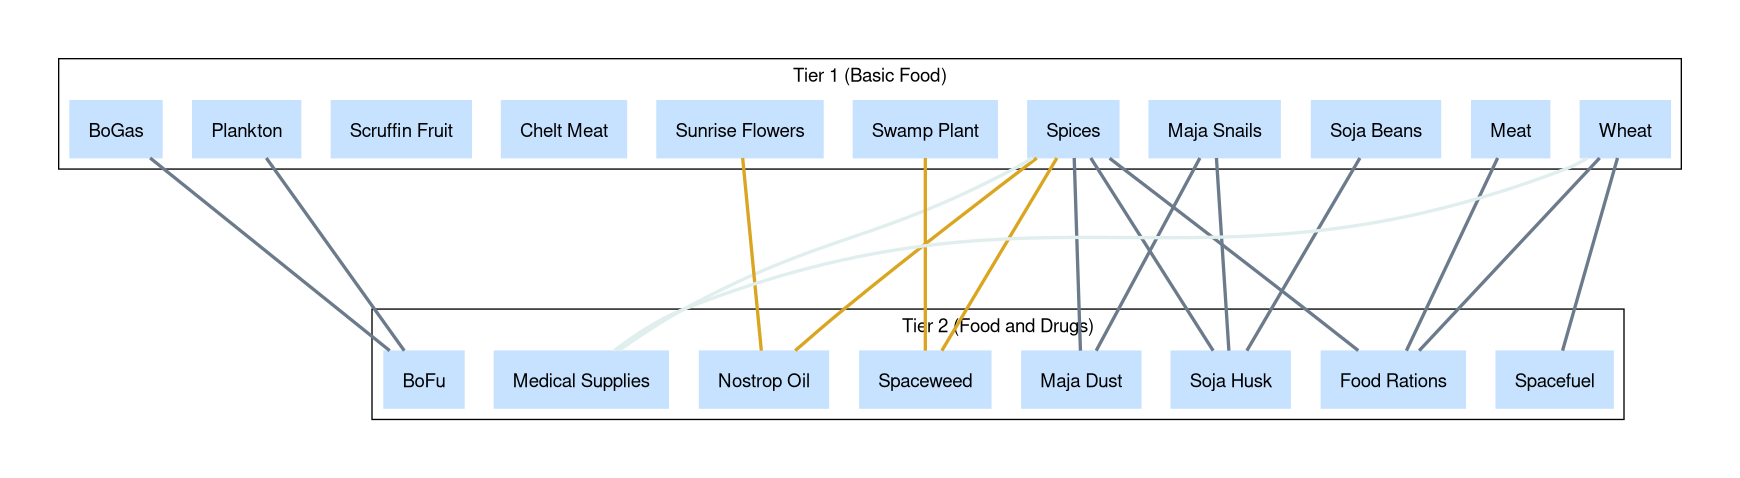 Tier 1 (Basic Food)
BoGas
Plankton
Scruffin Fruit
Chelt Meat
Sunrise Flowers
Swamp Plant
Spices
Maja Snails
Soja Beans
Meat
Wheat
Tier 2 (Food and Drugs)
BoFu
Medical Supplies
Nostrop Oil
Spaceweed
Maja Dust
Soja Husk
Food Rations
Spacefuel